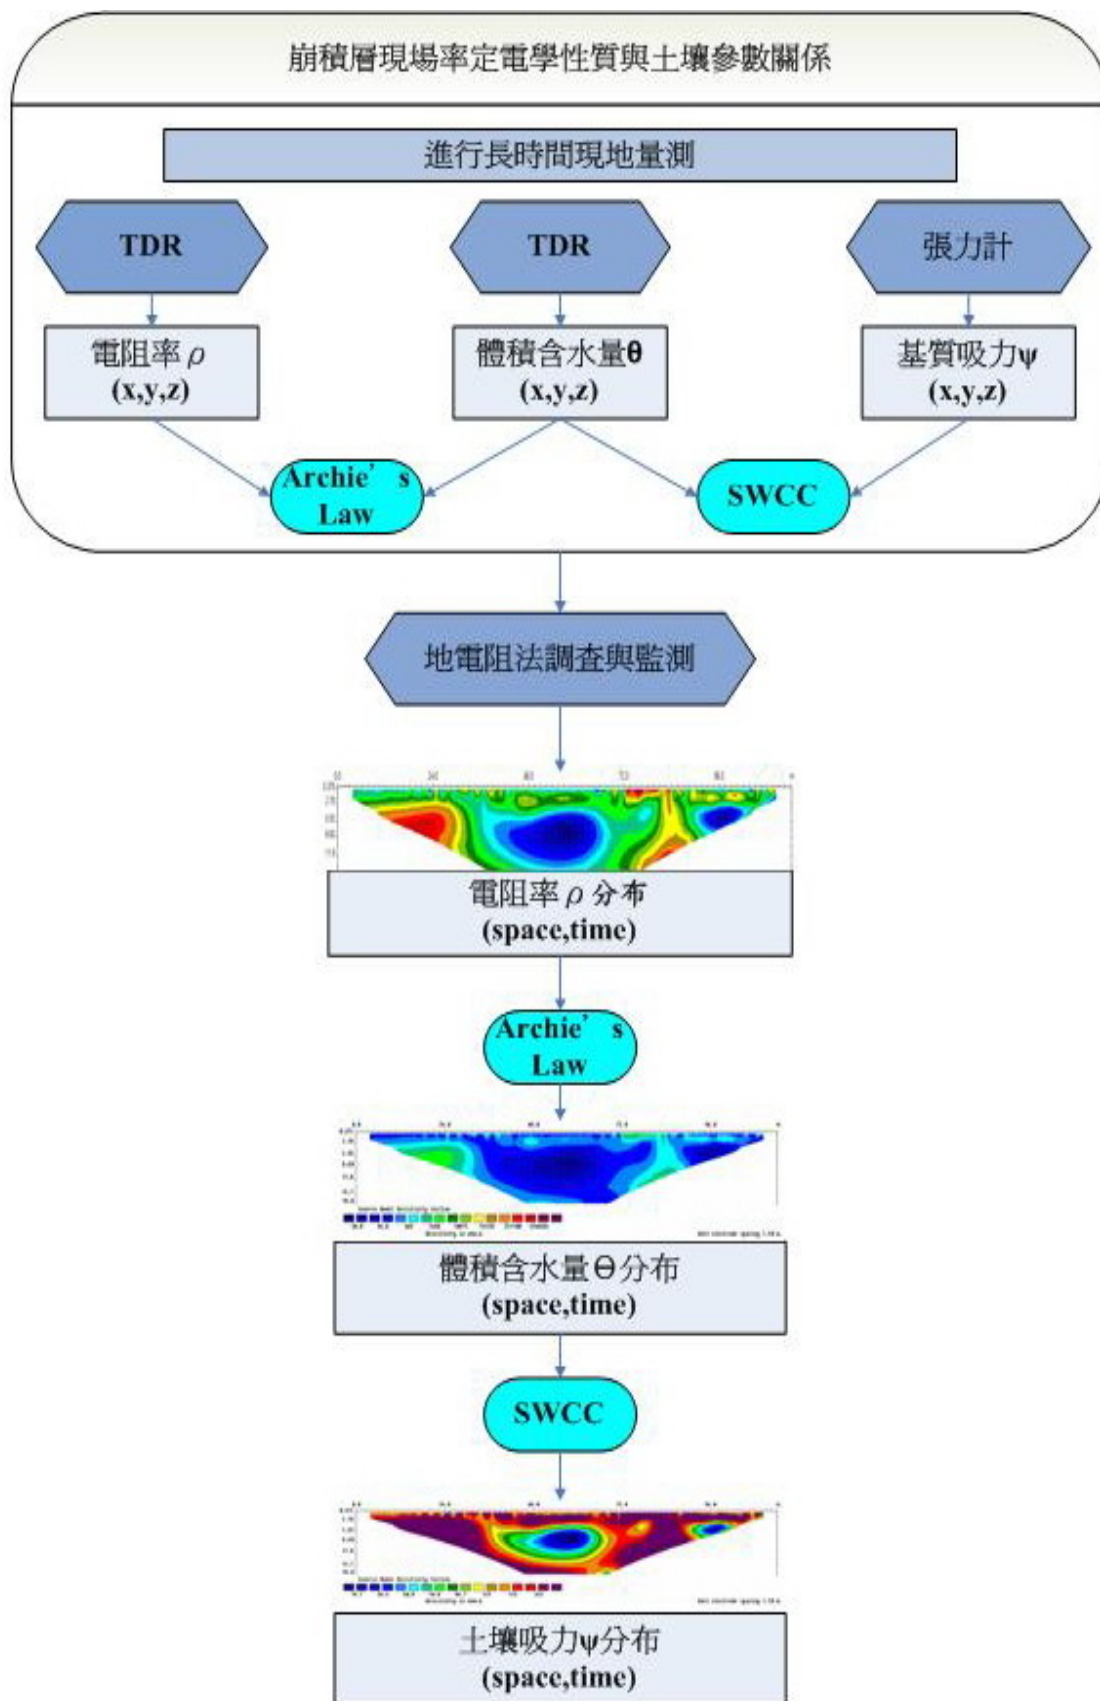 崩積層現場率定電學性質與土壤參數關係
進行長時間現地量測
TDR
TDR
張力計
電阻率ρ
(x,y,z)
體積含水量θ
(x,y,z)
基質吸力ψ
(x,y,z)
Archie's
Law
SWCC
地電阻法調查與監測
電阻率ρ分布
(space,time)
Archie's
Law
體積含水量Θ分布
(space,time)
SWCC
土壤吸力ψ分布
(space,time)